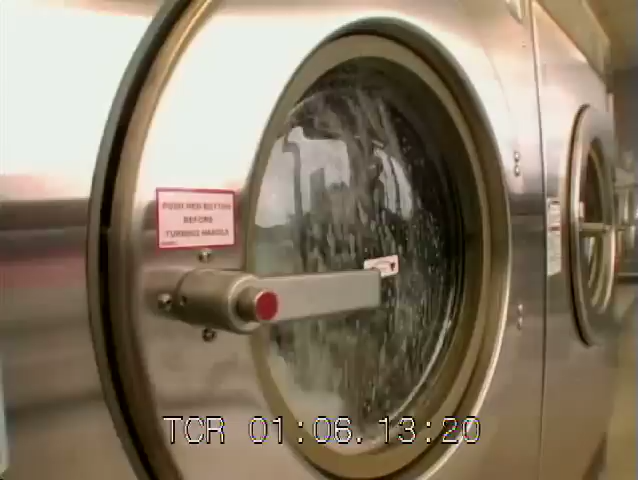 PUSH RED BUTTON
BEFORE
TURNING HANDLE
TCR 01:06.13:20